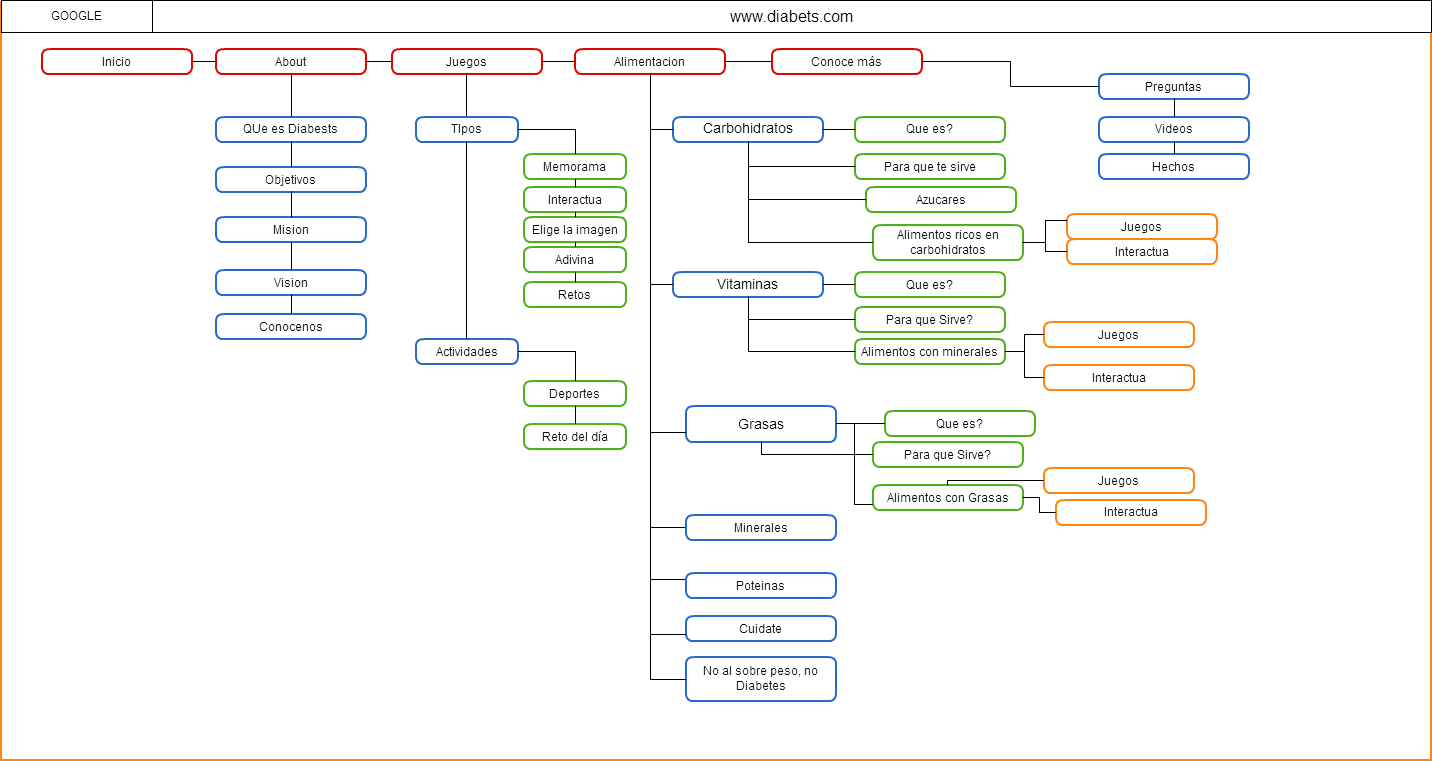 GOOGLE
www.diabets.com
Inicio
About
Juegos
Alimentacion
Conoce más
QUe es Diabests
Objetivos
Mision
Vision
Conocenos
TIpos
Memorama
Interactua
Elige la imagen
Adivina
Retos
Actividades
Deportes
Reto del día
Carbohidratos
Que es?
Para que te sirve
Azucares
Alimentos ricos en
carbohidratos
Juegos
Interactua
Vitaminas
Que es?
Para que Sirve?
Alimentos con minerales
Juegos
Interactua
Grasas
Que es?
Para que Sirve?
Alimentos con Grasas
Juegos
Interactua
Minerales
Poteinas
Cuidate
No al sobre peso, no
Diabetes
Preguntas
Videos
Hechos